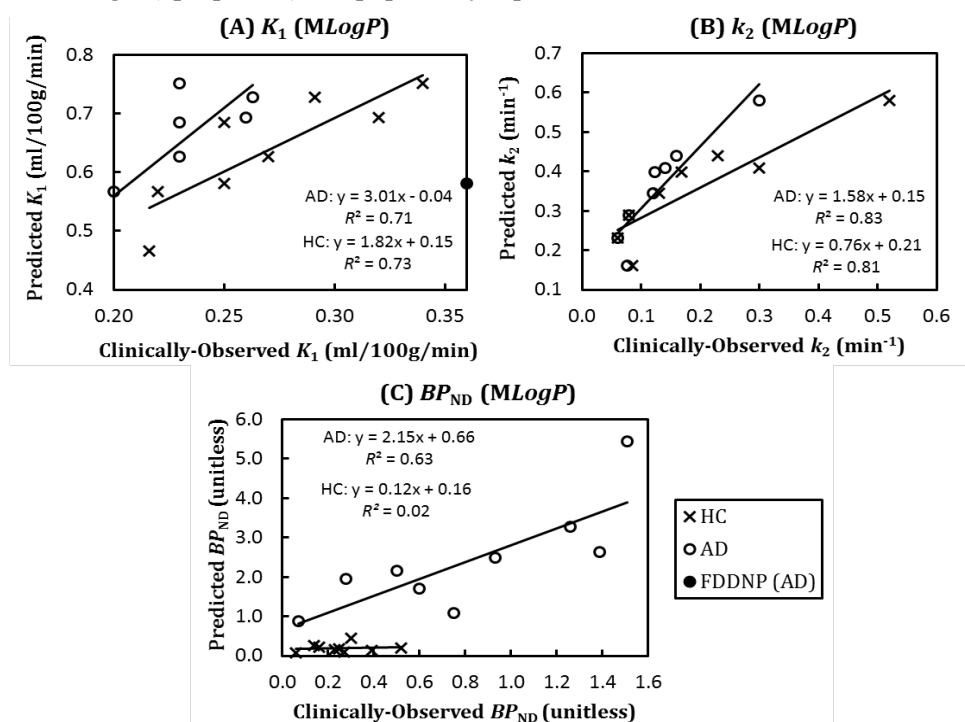 (A) K₁ (MLogP)
Predicted K₁ (ml/100g/min)
0.8
0.7
0.6
0.5
0.4
AD: y = 3.01x - 0.04
R² = 0.71
HC: y = 1.82x + 0.15
R² = 0.73
0.20 0.25 0.30 0.35
Clinically-Observed K₁ (ml/100g/min)
(B) k₂ (MLogP)
Predicted k₂ (min⁻¹)
0.7
0.6
0.5
0.4
0.3
0.2
0.1
AD: y = 1.58x + 0.15
R² = 0.83
HC: y = 0.76x + 0.21
R² = 0.81
0.0 0.1 0.2 0.3 0.4 0.5 0.6
Clinically-Observed k₂ (min⁻¹)
(C) BP_ND (MLogP)
Predicted BP_ND (unitless)
6.0
5.0
4.0
3.0
2.0
1.0
0.0
AD: y = 2.15x + 0.66
R² = 0.63
HC: y = 0.12x + 0.16
R² = 0.02
0.0 0.2 0.4 0.6 0.8 1.0 1.2 1.4 1.6
Clinically-Observed BP_ND (unitless)
HC
AD
FDDNP (AD)